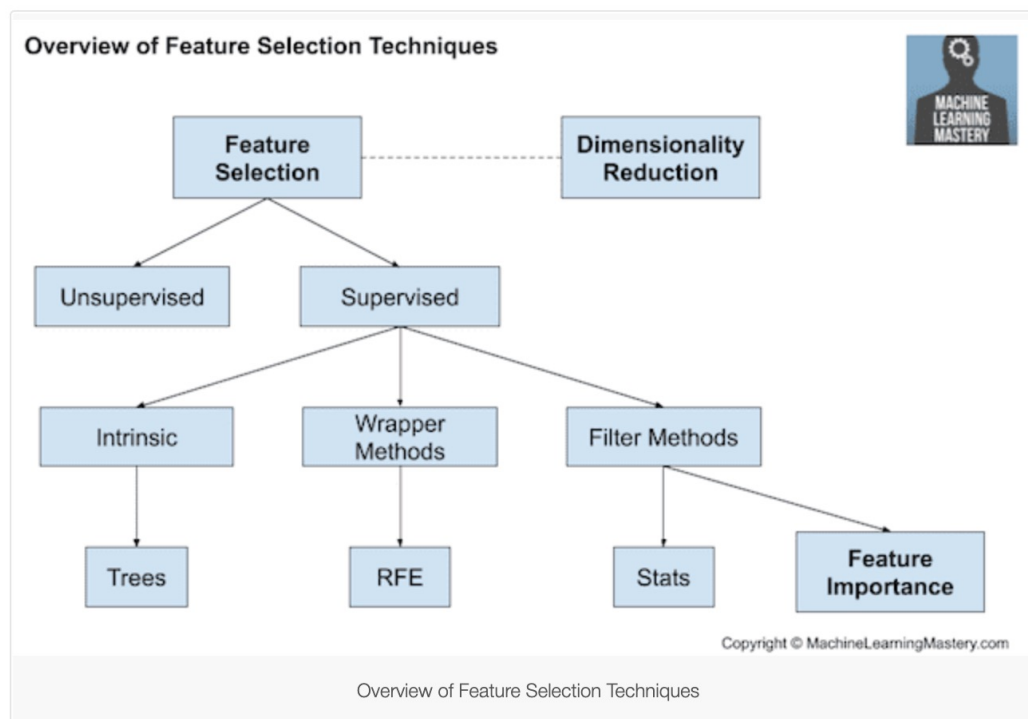 Overview of Feature Selection Techniques
MACHINE
LEARNING
MASTERY
Feature
Selection
Dimensionality
Reduction
Unsupervised
Supervised
Intrinsic
Wrapper
Methods
Filter Methods
Trees
RFE
Stats
Feature
Importance
Copyright © MachineLearningMastery.com
Overview of Feature Selection Techniques